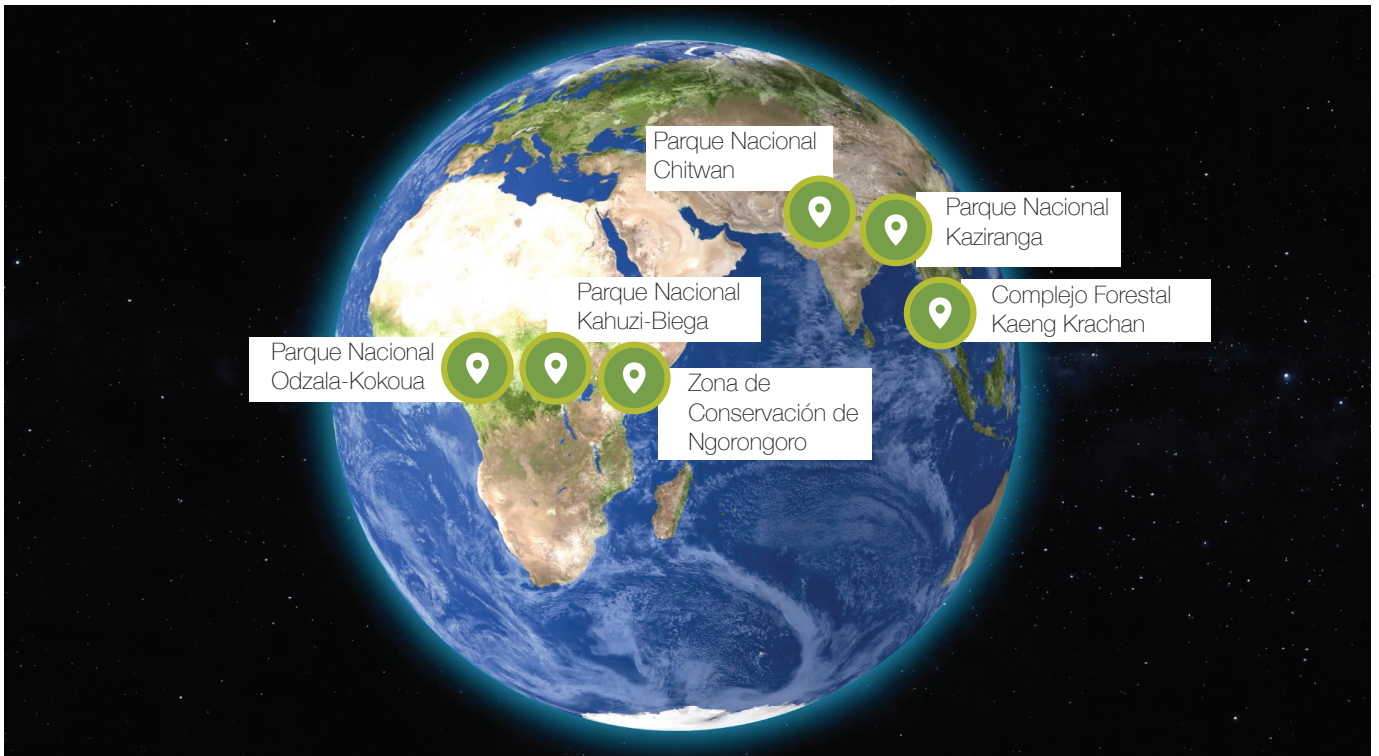 Parque Nacional
Chitwan
Parque Nacional
Kaziranga
Complejo Forestal
Kaeng Krachan
Parque Nacional
Kahuzi-Biega
Parque Nacional
Odzala-Kokoua
Zona de
Conservación de
Ngorongoro